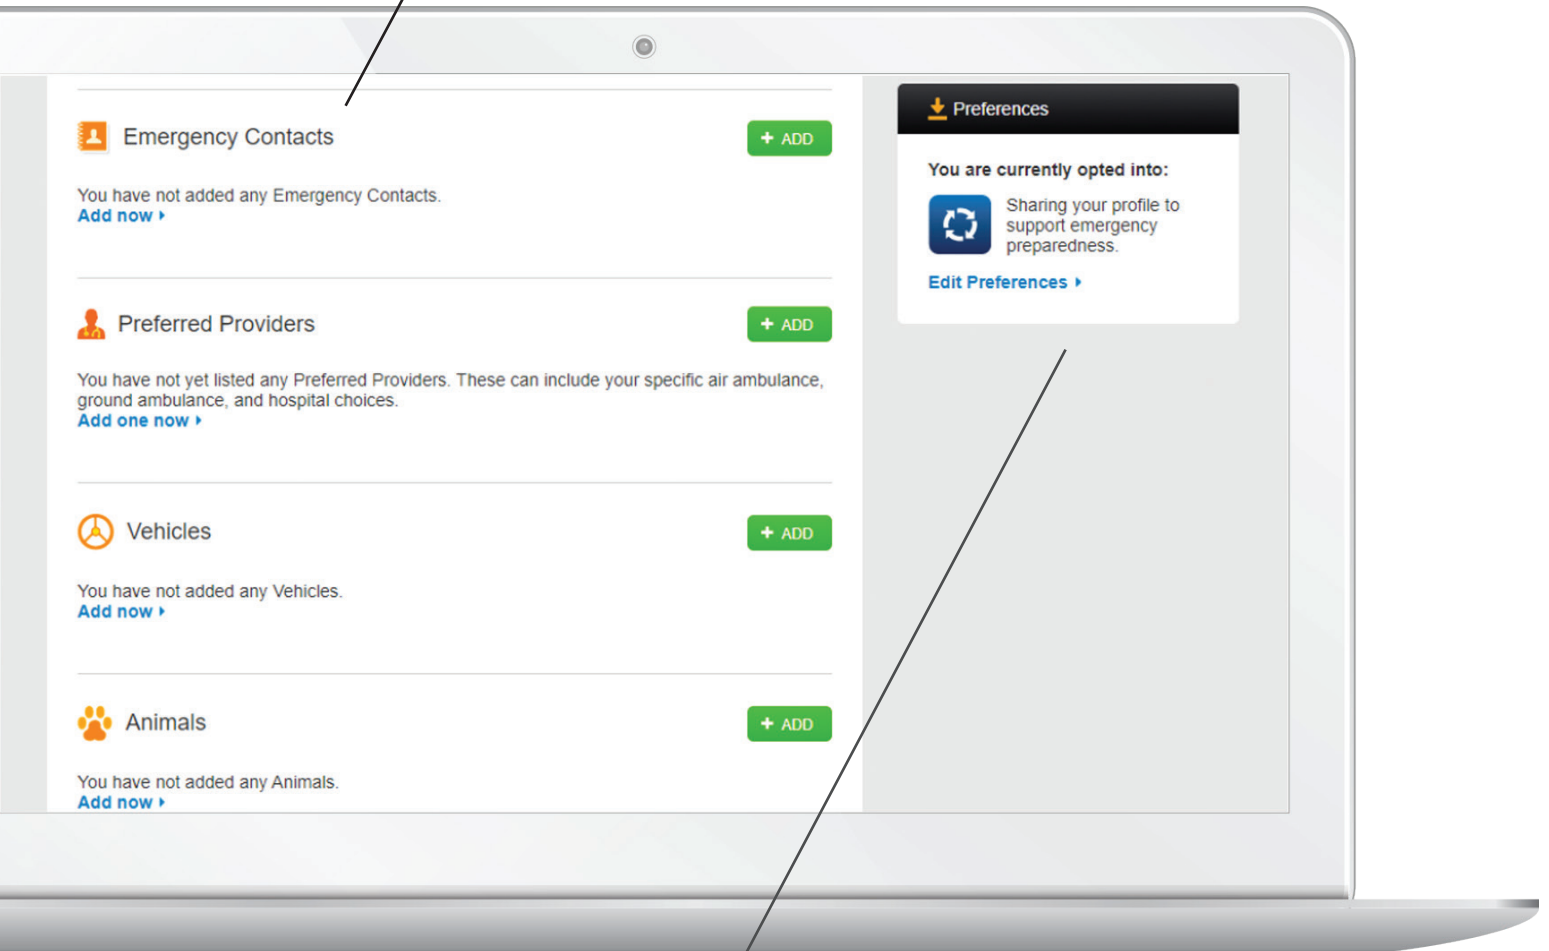 Emergency Contacts
+ ADD
You have not added any Emergency Contacts.
Add now
Preferred Providers
+ ADD
You have not yet listed any Preferred Providers. These can include your specific air ambulance,
ground ambulance, and hospital choices.
Add one now
Vehicles
+ ADD
You have not added any Vehicles.
Add now
Animals
+ ADD
You have not added any Animals.
Add now
Preferences
You are currently opted into:
Sharing your profile to
support emergency
preparedness.
Edit Preferences